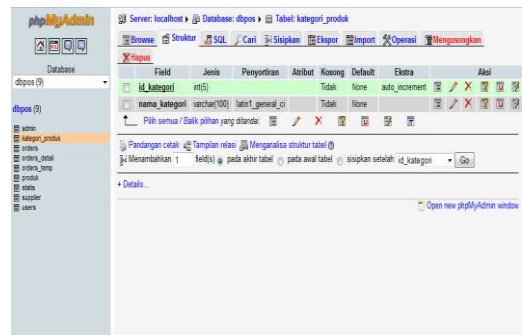 phpMyAdmin
Database
dbpos (9)
dbpos (9)
admin
kategori_produk
orders
orders_detail
orders_temp
produk
statis
supplier
users
Server: localhost ▸ Database: dbpos ▸ Tabel: kategori_produk
Browse Struktur SQL Cari Sisipkan Ekspor Import Operasi Mengosongkan
Hapus
Field Jenis Penyortiran Atribut Kosong Default Ekstra Aksi
id_kategori int(5) Tidak None auto_increment
nama_kategori varchar(100) latin1_general_ci Tidak None
Pilih semua / Balik pilihan yang ditandai:
Pandangan cetak Tampilan relasi Menganalisa struktur tabel
Menambahkan 1 field(s) pada akhir tabel pada awal tabel sisipkan setelah id_kategori Go
+ Details...
Open new phpMyAdmin window